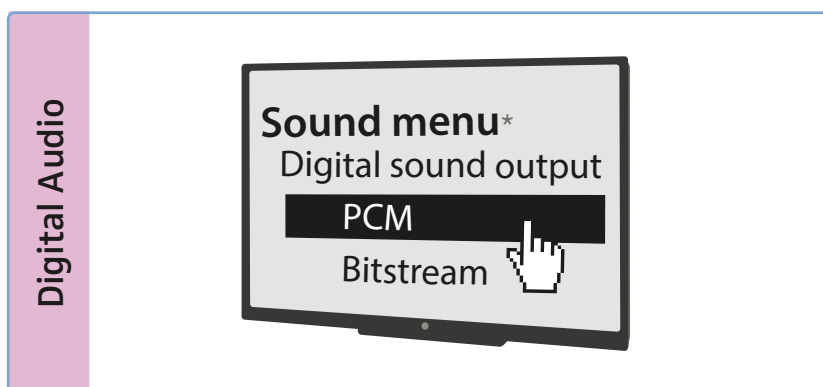 Digital Audio
Sound menu*
Digital sound output
PCM
Bitstream